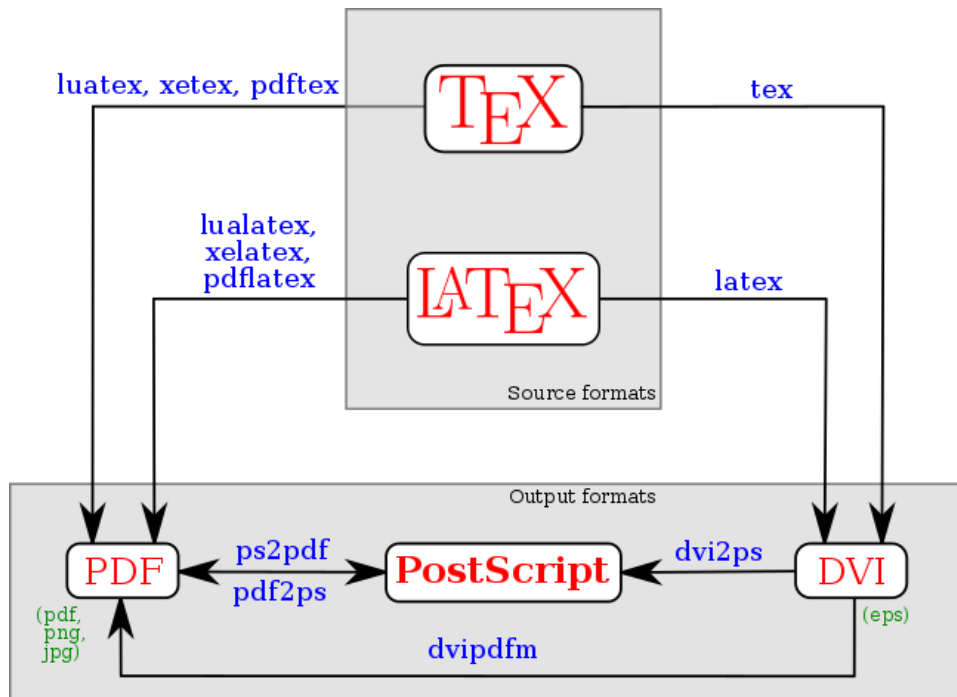 luatex, xetex, pdftex
TEX
tex
lualatex,
xelatex,
pdflatex
LATEX
latex
Source formats
Output formats
PDF
ps2pdf
pdf2ps
PostScript
dvi2ps
DVI
(pdf,
png,
jpg)
(eps)
dvipdfm